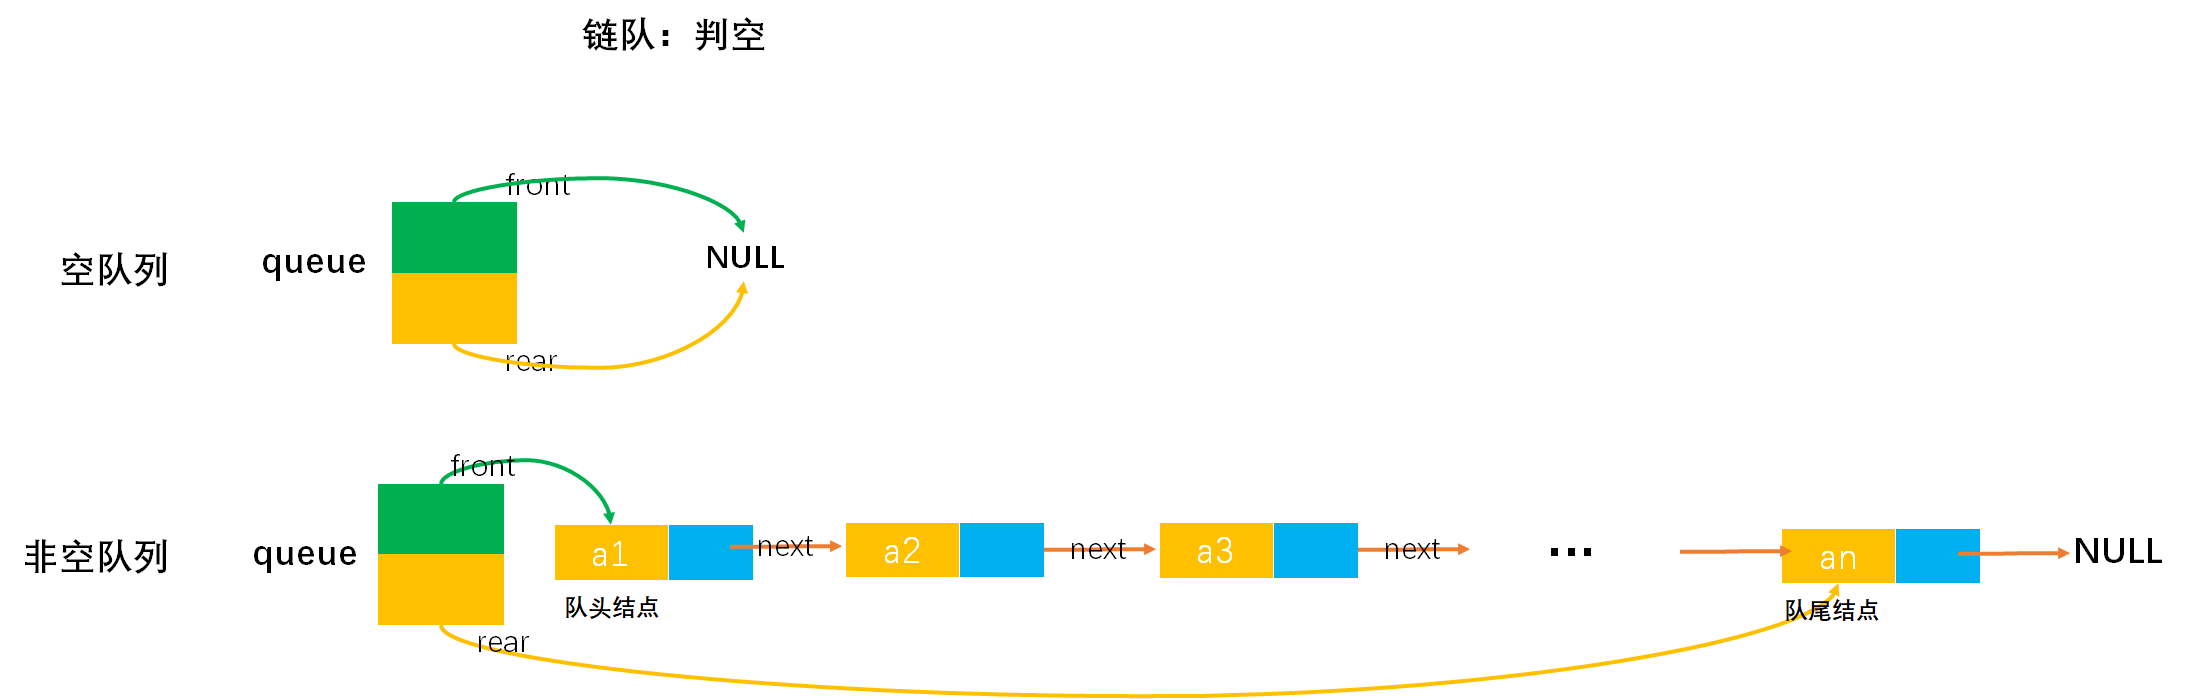 链队：判空
front
空队列
queue
NULL
rear
front
非空队列
queue
a1
next
a2
next
a3
next
...
an
NULL
队头结点
队尾结点
rear